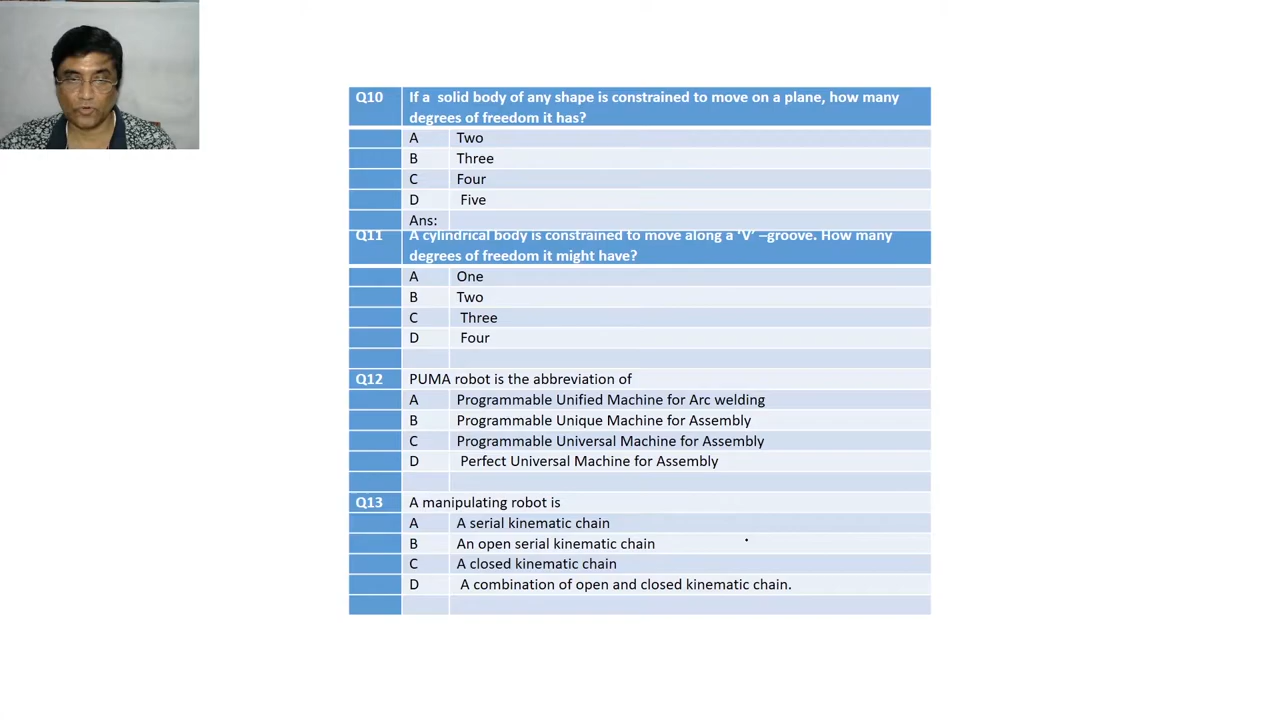 Q10 If a solid body of any shape is constrained to move on a plane, how many
degrees of freedom it has?
A Two
B Three
C Four
D Five
Ans:
Q11 A cylindrical body is constrained to move along a ‘V’ –groove. How many
degrees of freedom it might have?
A One
B Two
C Three
D Four
Q12 PUMA robot is the abbreviation of
A Programmable Unified Machine for Arc welding
B Programmable Unique Machine for Assembly
C Programmable Universal Machine for Assembly
D Perfect Universal Machine for Assembly
Q13 A manipulating robot is
A A serial kinematic chain
B An open serial kinematic chain
C A closed kinematic chain
D A combination of open and closed kinematic chain.